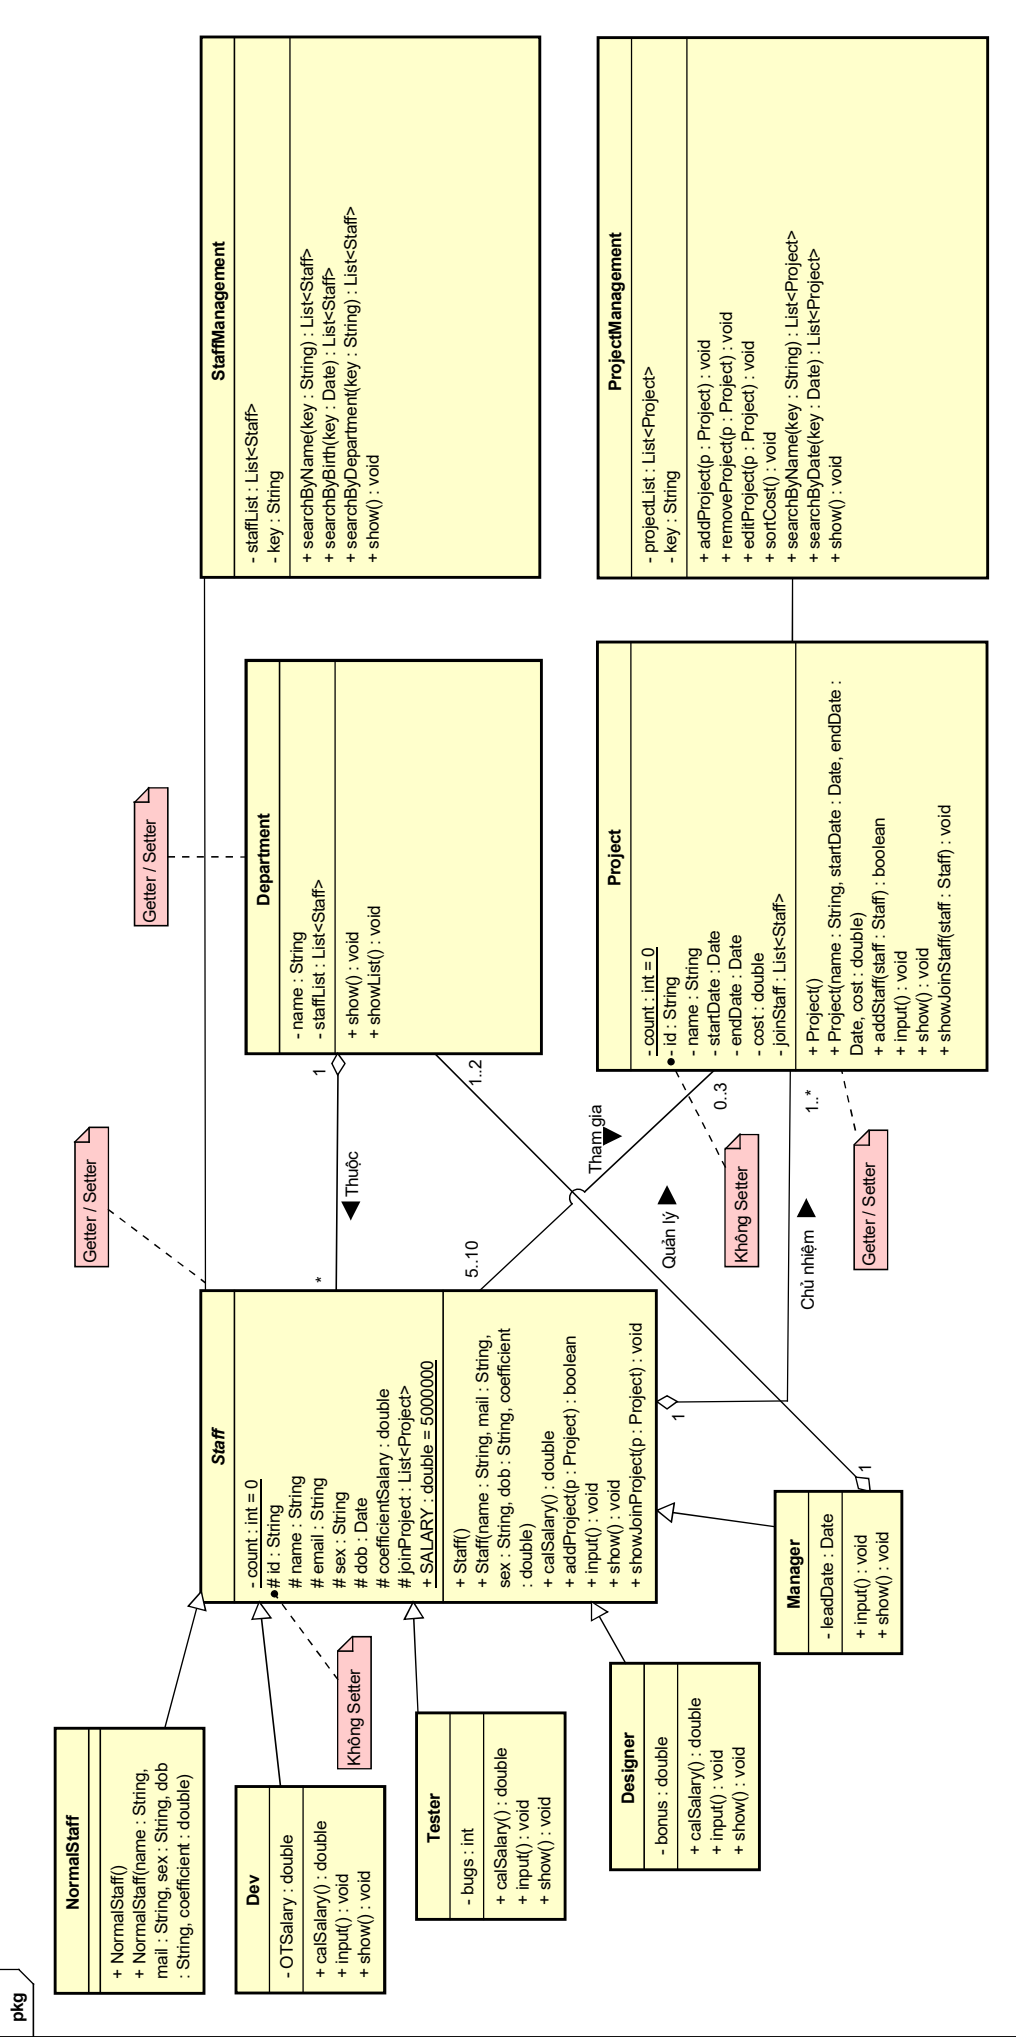 pkg
NormalStaff
+ NormalStaff()
+ NormalStaff(name : String,
mail : String, sex : String, dob
: String, coefficient : double)
Dev
- OTSalary : double
+ calSalary() : double
+ input() : void
+ show() : void
Tester
- bugs : int
+ calSalary() : double
+ input() : void
+ show() : void
Designer
- bonus : double
+ calSalary() : double
+ input() : void
+ show() : void
Manager
- leadDate : Date
+ input() : void
+ show() : void
Không Setter
Staff
- count : int = 0
# id : String
# name : String
# email : String
# sex : String
# dob : Date
# coefficientSalary : double
# joinProject : List<Project>
+ SALARY : double = 5000000
+ Staff()
+ Staff(name : String, mail : String,
sex : String, dob : String, coefficient
: double)
+ calSalary() : double
+ addProject(p : Project) : boolean
+ input() : void
+ show() : void
+ showJoinProject(p : Project) : void
Getter / Setter
*
Thuộc
1
5..10
Tham gia
0..3
1
Quản lý
1..2
1
Chủ nhiệm
1..*
Không Setter
Getter / Setter
Getter / Setter
Department
- name : String
- staffList : List<Staff>
+ show() : void
+ showList() : void
Project
- count : int = 0
- id : String
- name : String
- startDate : Date
- endDate : Date
- cost : double
- joinStaff : List<Staff>
+ Project()
+ Project(name : String, startDate : Date, endDate :
Date, cost : double)
+ addStaff(staff : Staff) : boolean
+ input() : void
+ show() : void
+ showJoinStaff(staff : Staff) : void
StaffManagement
- staffList : List<Staff>
- key : String
+ searchByName(key : String) : List<Staff>
+ searchByBirth(key : Date) : List<Staff>
+ searchByDepartment(key : String) : List<Staff>
+ show() : void
ProjectManagement
- projectList : List<Project>
- key : String
+ addProject(p : Project) : void
+ removeProject(p : Project) : void
+ editProject(p : Project) : void
+ sortCost() : void
+ searchByName(key : String) : List<Project>
+ searchByDate(key : Date) : List<Project>
+ show() : void